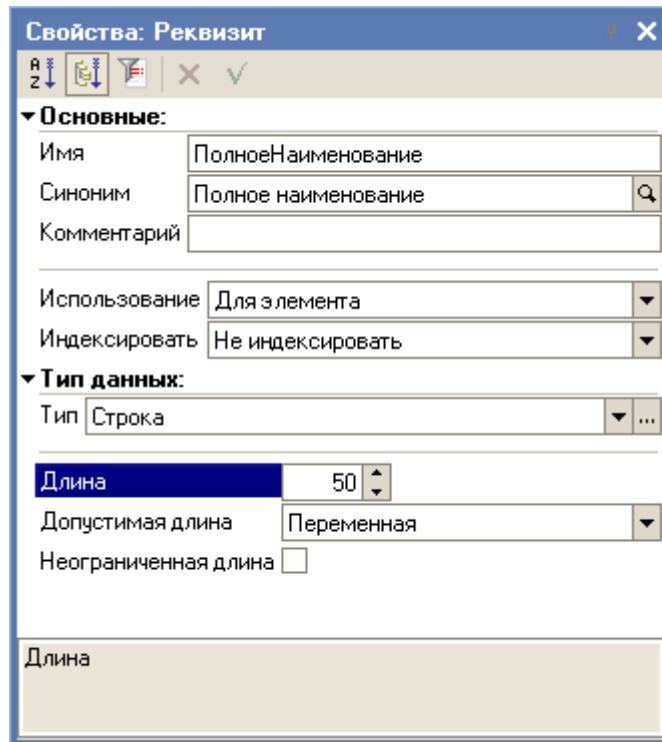 Свойства: Реквизит
Основные:
Имя ПолноеНаименование
Синоним Полное наименование
Комментарий
Использование Для элемента
Индексировать Не индексировать
Тип данных:
Тип Строка ...
Длина 50
Допустимая длина Переменная
Неограниченная длина
Длина